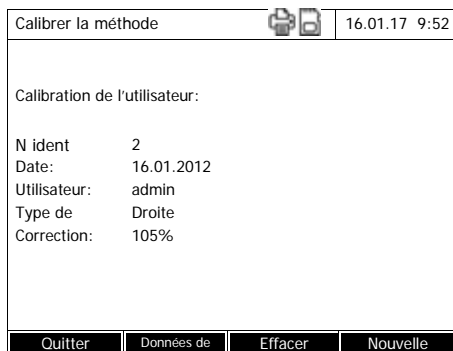 Calibrer la méthode 16.01.17 9:52
Calibration de l'utilisateur:
N ident 2
Date: 16.01.2012
Utilisateur: admin
Type de Droite
Correction: 105%
Quitter Données de Effacer Nouvelle